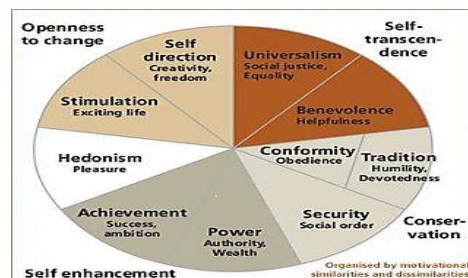 Openness
to change
Self-
transcen-
dence
Self
direction
Creativity,
freedom
Universalism
Social justice,
Equality
Stimulation
Exciting life
Benevolence
Helpfulness
Hedonism
Pleasure
Conformity
Obedience
Tradition
Humility,
Devotedness
Achievement
Success,
ambition
Power
Authority,
Wealth
Security
Social order
Conser-
vation
Self enhancement
Organised by motivational
similarities and dissimilarities